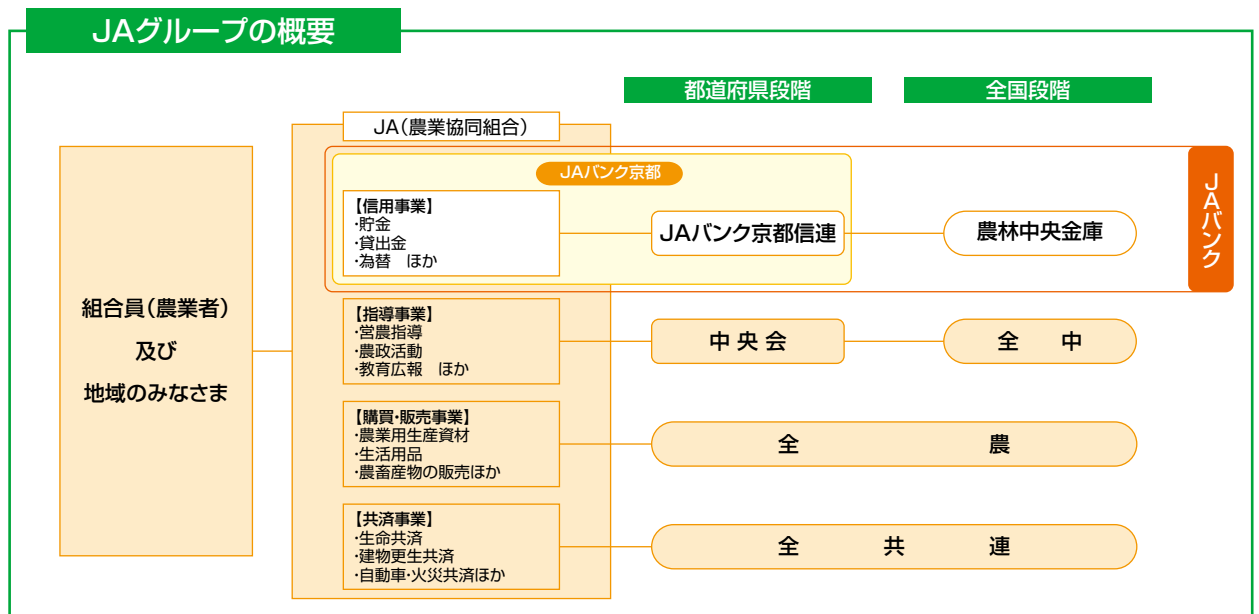 JAグループの概要
都道府県段階
全国段階
JA(農業協同組合)
JAバンク京都
JAバンク
【信用事業】
・貯金
・貸出金
・為替 ほか
JAバンク京都信連
農林中央金庫
組合員(農業者)
及び
地域のみなさま
【指導事業】
・営農指導
・農政活動
・教育広報 ほか
中央会
全 中
【購買・販売事業】
・農業用生産資材
・生活用品
・農畜産物の販売ほか
全 農
【共済事業】
・生命共済
・建物更生共済
・自動車・火災共済ほか
全 共 連